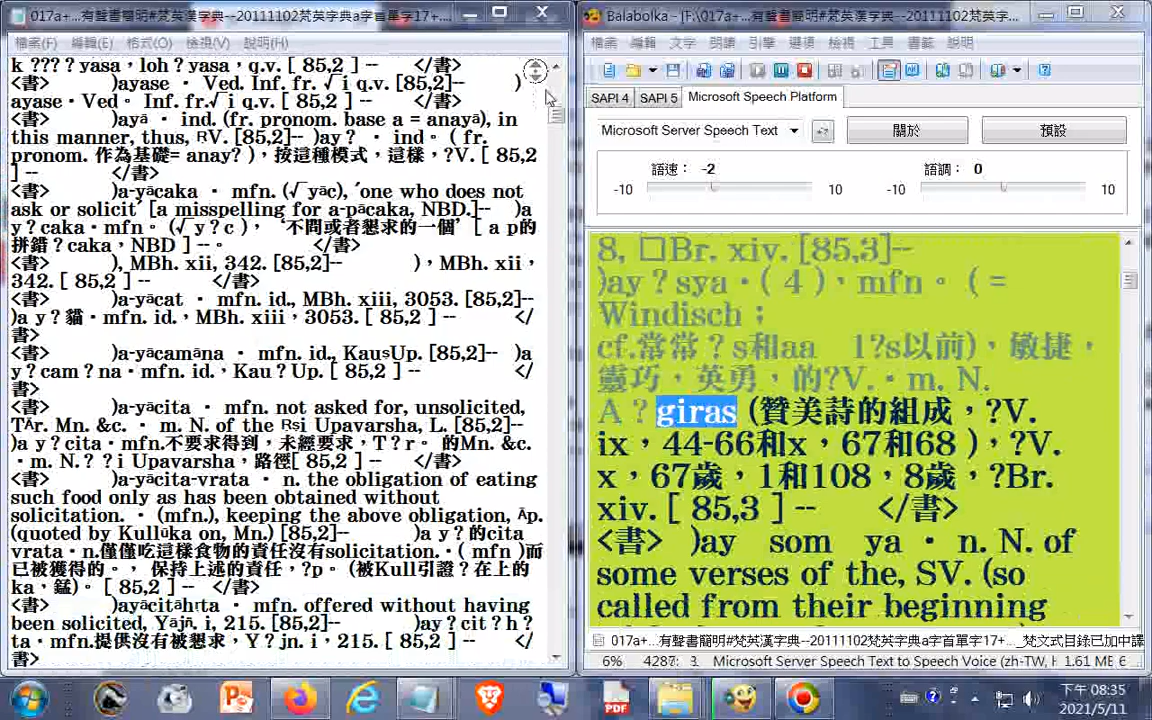 017a+...有聲書簡明#梵英漢字典--20111102梵英字典a字首單字17+...
檔案(F) 編輯(E) 格式(O) 檢視(V) 說明(H)
k ????yasa, loh ? yasa, q.v. [ 85,2 ] -- </書>
<書> )ayase • Ved. Inf. fr. √ i q.v. [85,2]-- )
ayase•Ved。 Inf. fr.√ i q.v. [ 85,2 ] -- </書>
<書> )ayā • ind. (fr. pronom. base a = anayā), in
this manner, thus, RV. [85,2]-- )ay? • ind。 ( fr.
pronom. 作為基礎= anay? )，按這種模式，這樣，?V. [ 85,2
] -- </書>
<書> )a-yācaka • mfn. (√yāc), 'one who does not
ask or solicit' [a misspelling for a-pācaka, NBD.]-- )a
y ? caka•mfn。 (√ y ? c )，‘不問或者懇求的一個’[ a p的
拼錯？caka，NBD ] --。 </書>
<書> ), MBh. xii, 342. [85,2]-- )，MBh. xii，
342. [ 85,2 ] -- </書>
<書> )a-yācat • mfn. id., MBh. xiii, 3053. [85,2]--
)a y？貓•mfn. id.，MBh. xiii，3053. [ 85,2 ] -- </
書>
<書> )a-yācamāna • mfn. id., KausUp. [85,2]-- )a
y ? cam ? na•mfn. id.，Kau ? Up. [ 85,2 ] -- </
書>
<書> )a-yācita • mfn. not asked for, unsolicited,
TĀr. Mn. &c. • m. N. of the Rsi Upavarsha, L. [85,2]--
)a y ? cita•mfn.不要求得到，未經要求，T？r。 的Mn. &c.
•m. N.？？i Upavarsha，路徑[ 85,2 ] -- </書>
<書> )a-yācita-vrata • n. the obligation of eating
such food only as has been obtained without
solicitation. • (mfn.), keeping the above obligation, Āp.
(quoted by Kullūka on, Mn.) [85,2]-- )a y？的cita
vrata•n.僅僅吃這樣食物的責任沒有solicitation.•( mfn )而
已被獲得的。，保持上述的責任，?p。 (被Kull引證？在上的
ka，錳)。 [ 85,2 ] -- </書>
<書> )ayācitāhrta • mfn. offered without having
been solicited, Yājñ. i, 215. [85,2]-- )ay？cit？h？
ta•mfn.提供沒有被懇求，Y？jn. i，215. [ 85,2 ] -- </
書>
Balabolka - [F:\017a+...有聲書簡明#梵英漢字典--20111102梵英字...
檔案 編輯 文字 朗讀 引擎 選項 檢視 工具 書籤 說明
SAPI 4 SAPI 5 Microsoft Speech Platform
Microsoft Server Speech Text 關於 預設
語速： -2 語調： 0
-10 10 -10 10
8, □Br. xiv. [85,3]--
)ay？sya•( 4 )，mfn。 ( =
Windisch；
cf.常常？s和aa 1?s以前)，敏捷，
靈巧，英勇，的?V.•m. N.
A？giras (贊美詩的組成，?V.
ix，44-66和x，67和68 )，?V.
x，67歲，1和108，8歲，?Br.
xiv. [ 85,3 ] -- </書>
<書> )ay som ya • n. N. of
some verses of the, SV. (so
called from their beginning
017a+...有聲書簡明#梵英漢字典--20111102梵英字典a字首單字17+..._梵文式目錄已加中譯
6% 4287: 3. Microsoft Server Speech Text to Speech Voice (zh-TW, H 1.61 MB 6
下午 08:35
2021/5/11